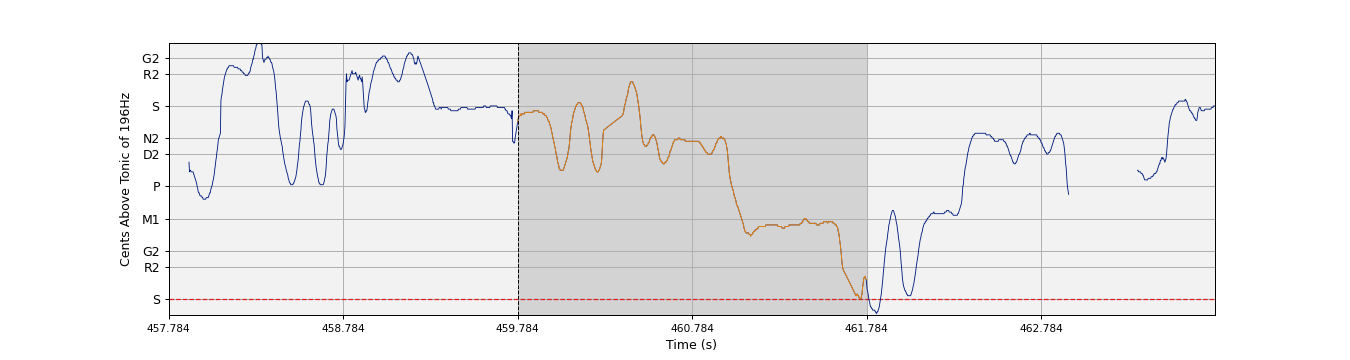 G2
R2
S
N2
D2
P
M1
G2
R2
S
Cents Above Tonic of 196Hz
457.784 458.784 459.784 460.784 461.784 462.784
Time (s)